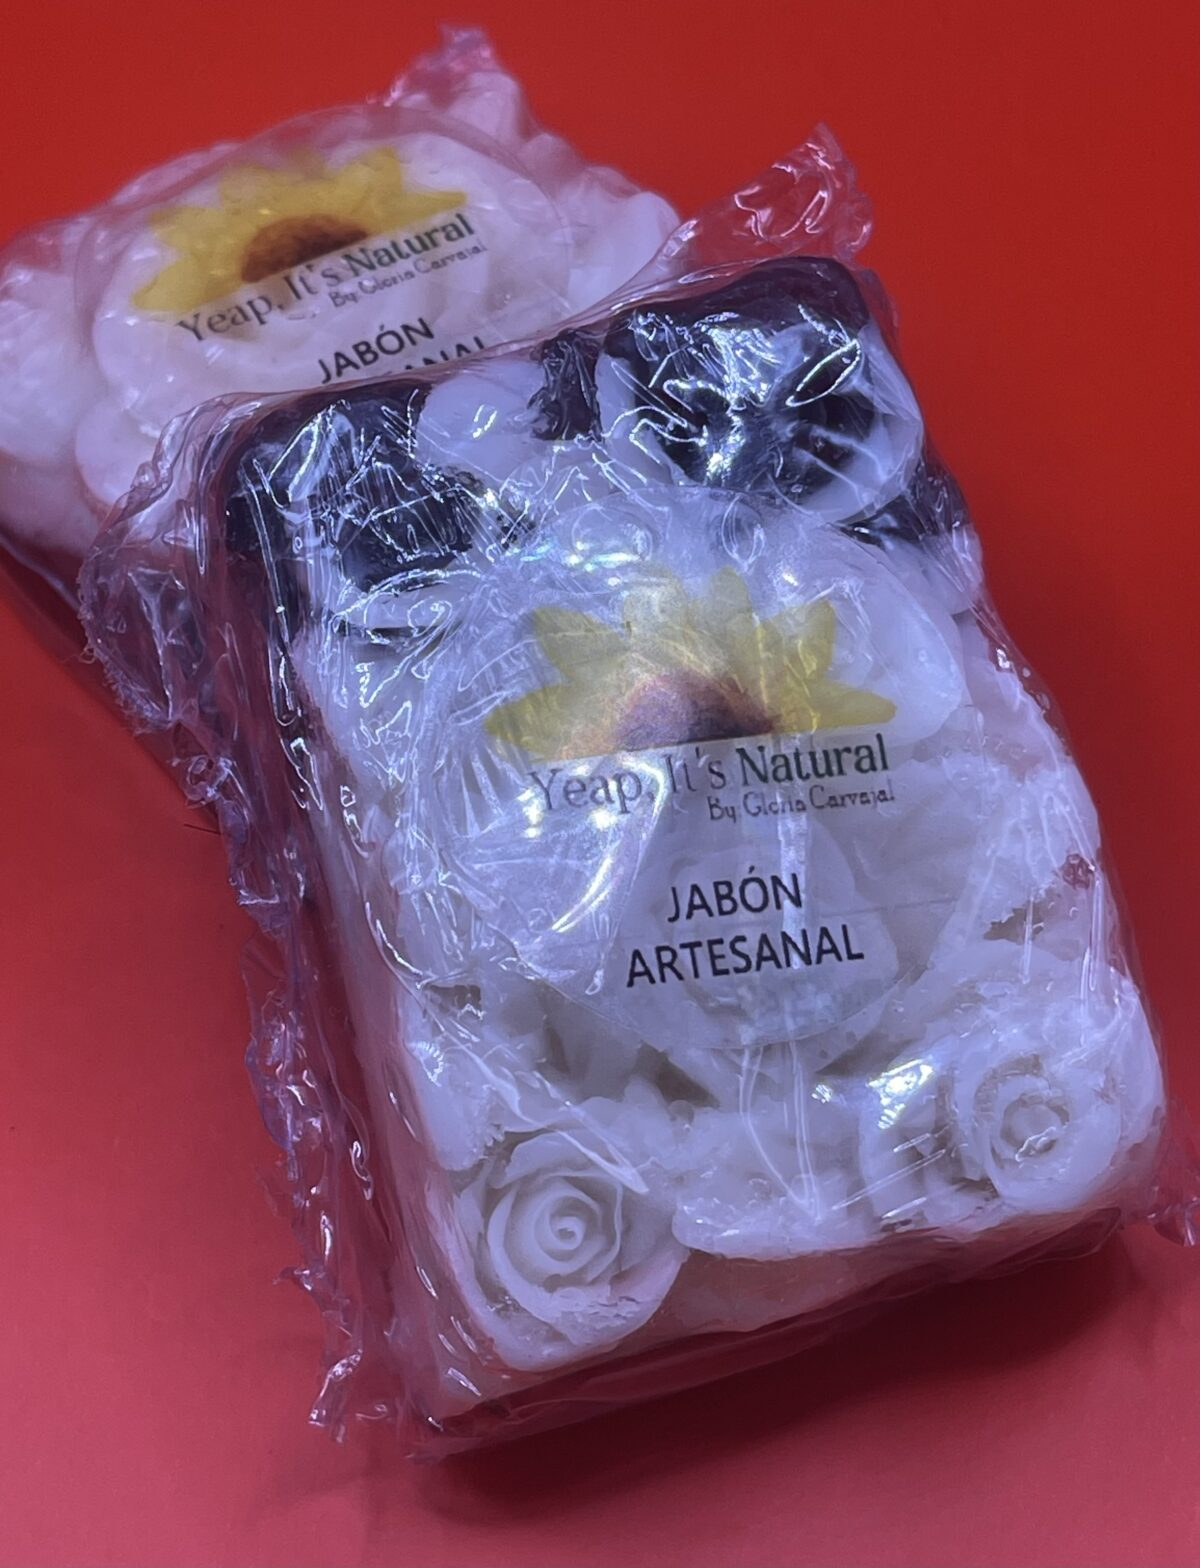 Yeap, It's Natural
By Gloria Carvajal
JABÓN
Yeap, It's Natural
By Gloria Carvajal
JABÓN
ARTESANAL